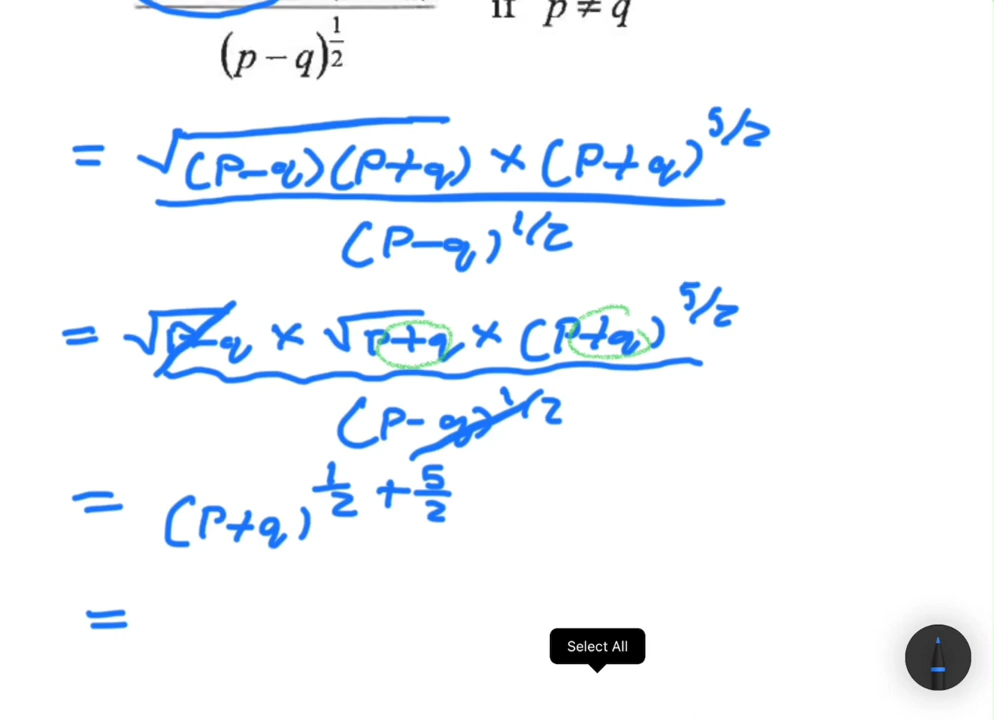 if p ≠ q
(p − q)^(1/2)
= √((P−q)(P+q)) × (P+q)^(5/2)
(P−q)^(1/2)
= √(P−q) × √(P+q) × (P+q)^(5/2)
(P−q)^(1/2)
= (P+q)^(1/2 + 5/2)
=
Select All